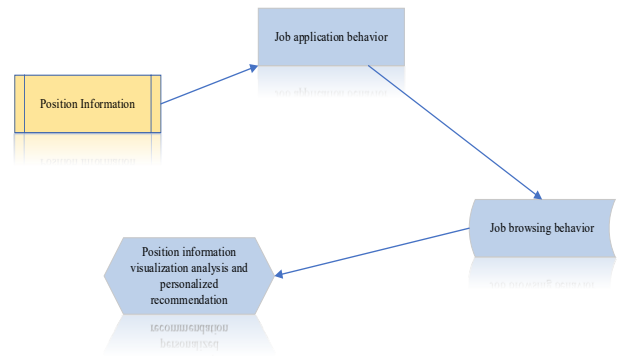 Job application behavior
Position Information
Job browsing behavior
Position information
visualization analysis and
personalized
recommendation